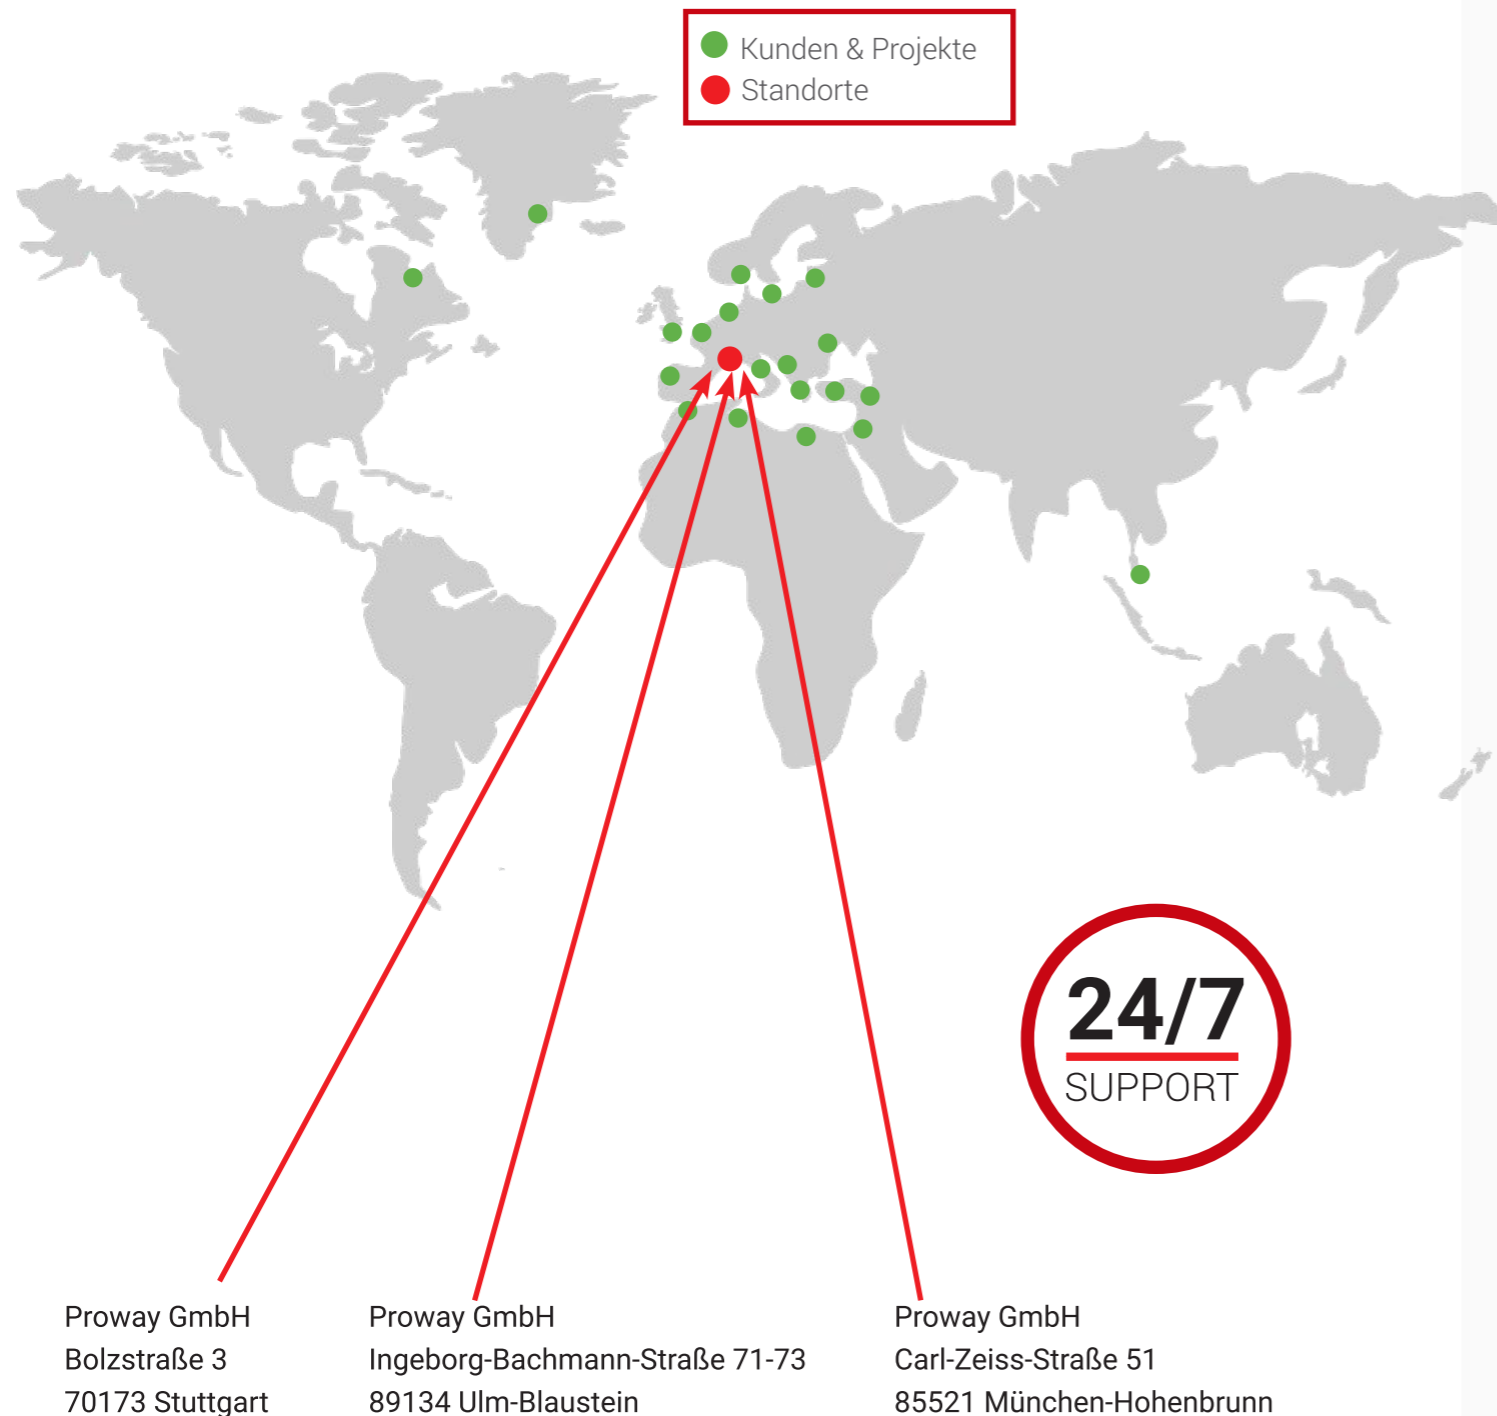 Kunden & Projekte
Standorte
24/7
SUPPORT
Proway GmbH
Bolzstraße 3
70173 Stuttgart
Proway GmbH
Ingeborg-Bachmann-Straße 71-73
89134 Ulm-Blaustein
Proway GmbH
Carl-Zeiss-Straße 51
85521 München-Hohenbrunn